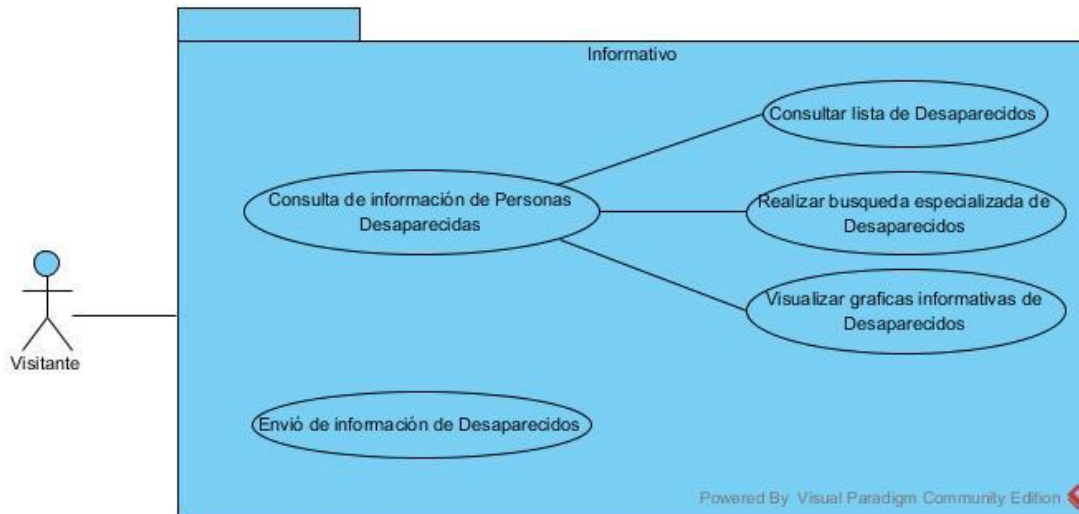 Informativo
Consultar lista de Desaparecidos
Consulta de información de Personas
Desaparecidas
Realizar busqueda especializada de
Desaparecidos
Visualizar graficas informativas de
Desaparecidos
Visitante
Envió de información de Desaparecidos
Powered By Visual Paradigm Community Edition